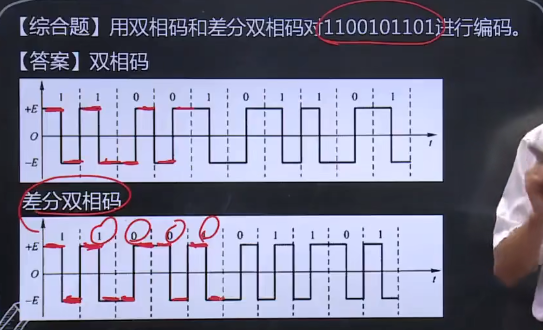 【综合题】用双相码和差分双相码对1100101101进行编码。
【答案】双相码
1 1 0 0 1 0 1 1 0 1
+E
O
−E
t
差分双相码
1 0 0 1 0 1 1 0 1
+E
0
−E
t